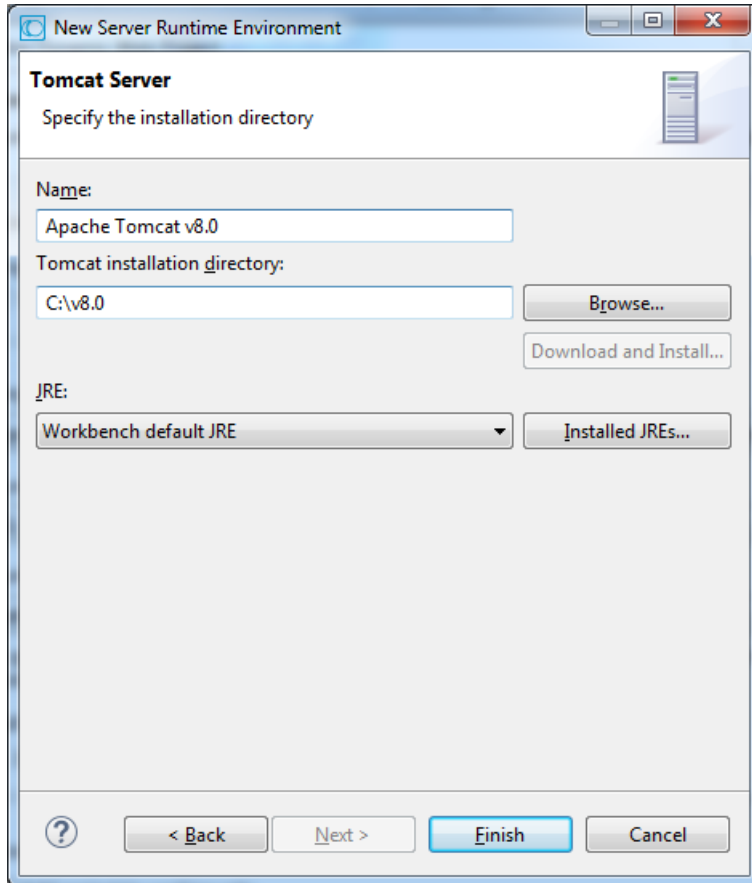 New Server Runtime Environment
Tomcat Server
Specify the installation directory
Name:
Apache Tomcat v8.0
Tomcat installation directory:
C:\v8.0
Browse...
Download and Install...
JRE:
Workbench default JRE
Installed JREs...
? < Back Next > Finish Cancel